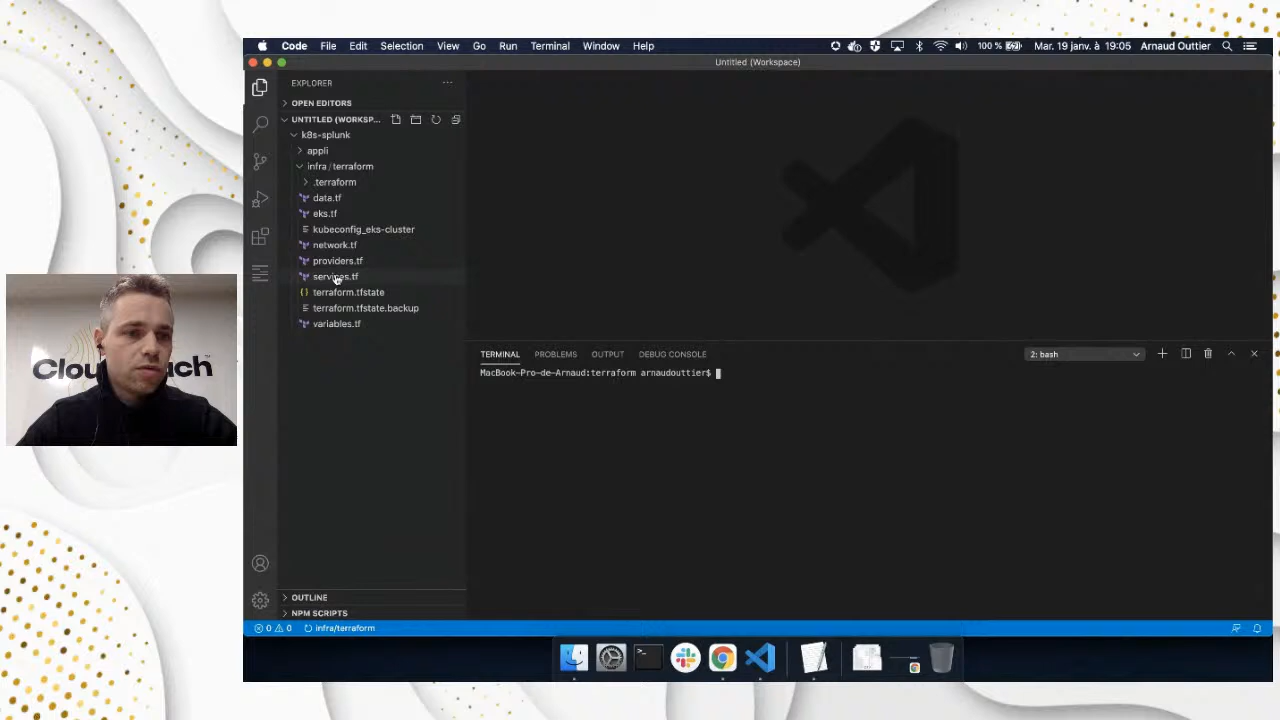 Code File Edit Selection View Go Run Terminal Window Help 100 % Mar. 19 janv. à 19:05 Arnaud Outtier
Untitled (Workspace)
EXPLORER
OPEN EDITORS
UNTITLED (WORKSP...
k8s-splunk
appli
infra / terraform
.terraform
data.tf
eks.tf
kubeconfig_eks-cluster
network.tf
providers.tf
services.tf
terraform.tfstate
terraform.tfstate.backup
variables.tf
TERMINAL PROBLEMS OUTPUT DEBUG CONSOLE 2: bash
MacBook-Pro-de-Arnaud:terraform arnaudouttier$
OUTLINE
NPM SCRIPTS
0 0 infra/terraform